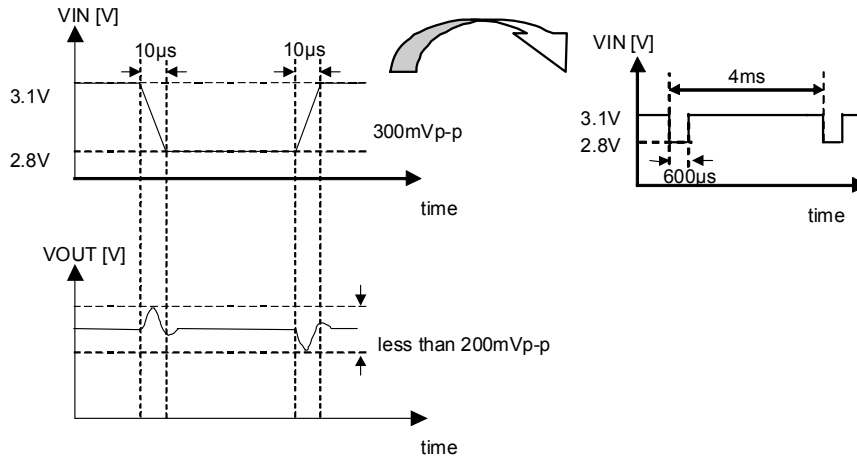 VIN [V]
10µs
10µs
3.1V
300mVp-p
2.8V
time
VIN [V]
4ms
3.1V
2.8V
600µs
time
VOUT [V]
less than 200mVp-p
time